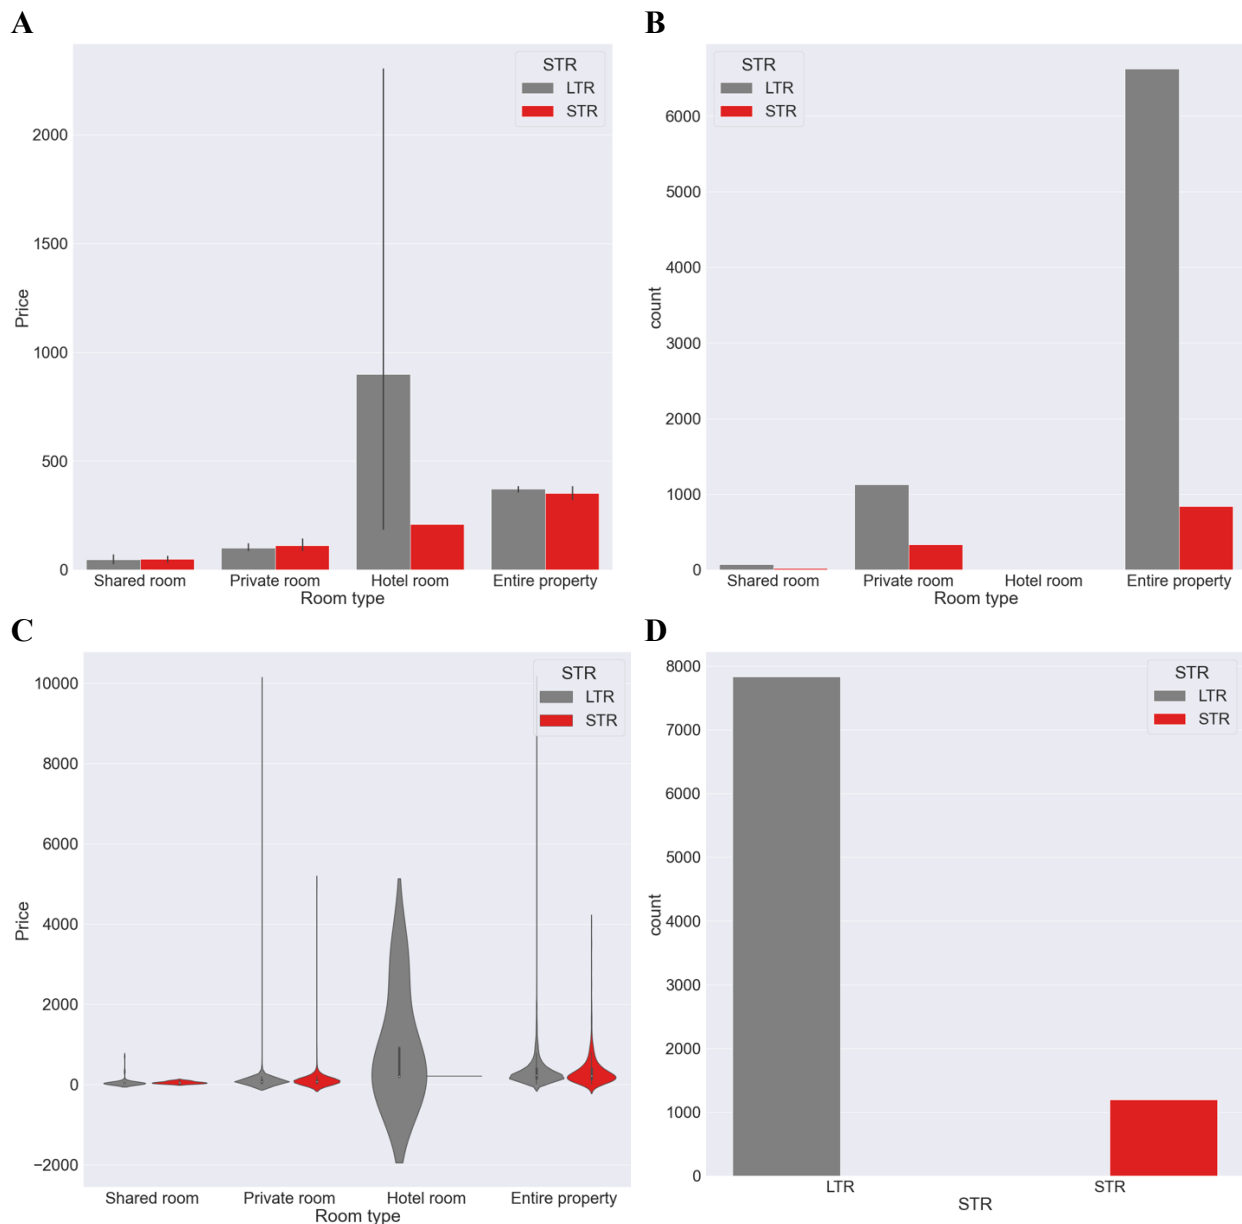 A
STR
LTR
STR
2000
1500
1000
500
0
Price
Shared room Private room Hotel room Entire property
Room type
B
STR
LTR
STR
6000
5000
4000
3000
2000
1000
0
count
Shared room Private room Hotel room Entire property
Room type
C
STR
LTR
STR
10000
8000
6000
4000
2000
0
−2000
Price
Shared room Private room Hotel room Entire property
Room type
D
STR
LTR
STR
8000
7000
6000
5000
4000
3000
2000
1000
0
count
LTR STR
STR